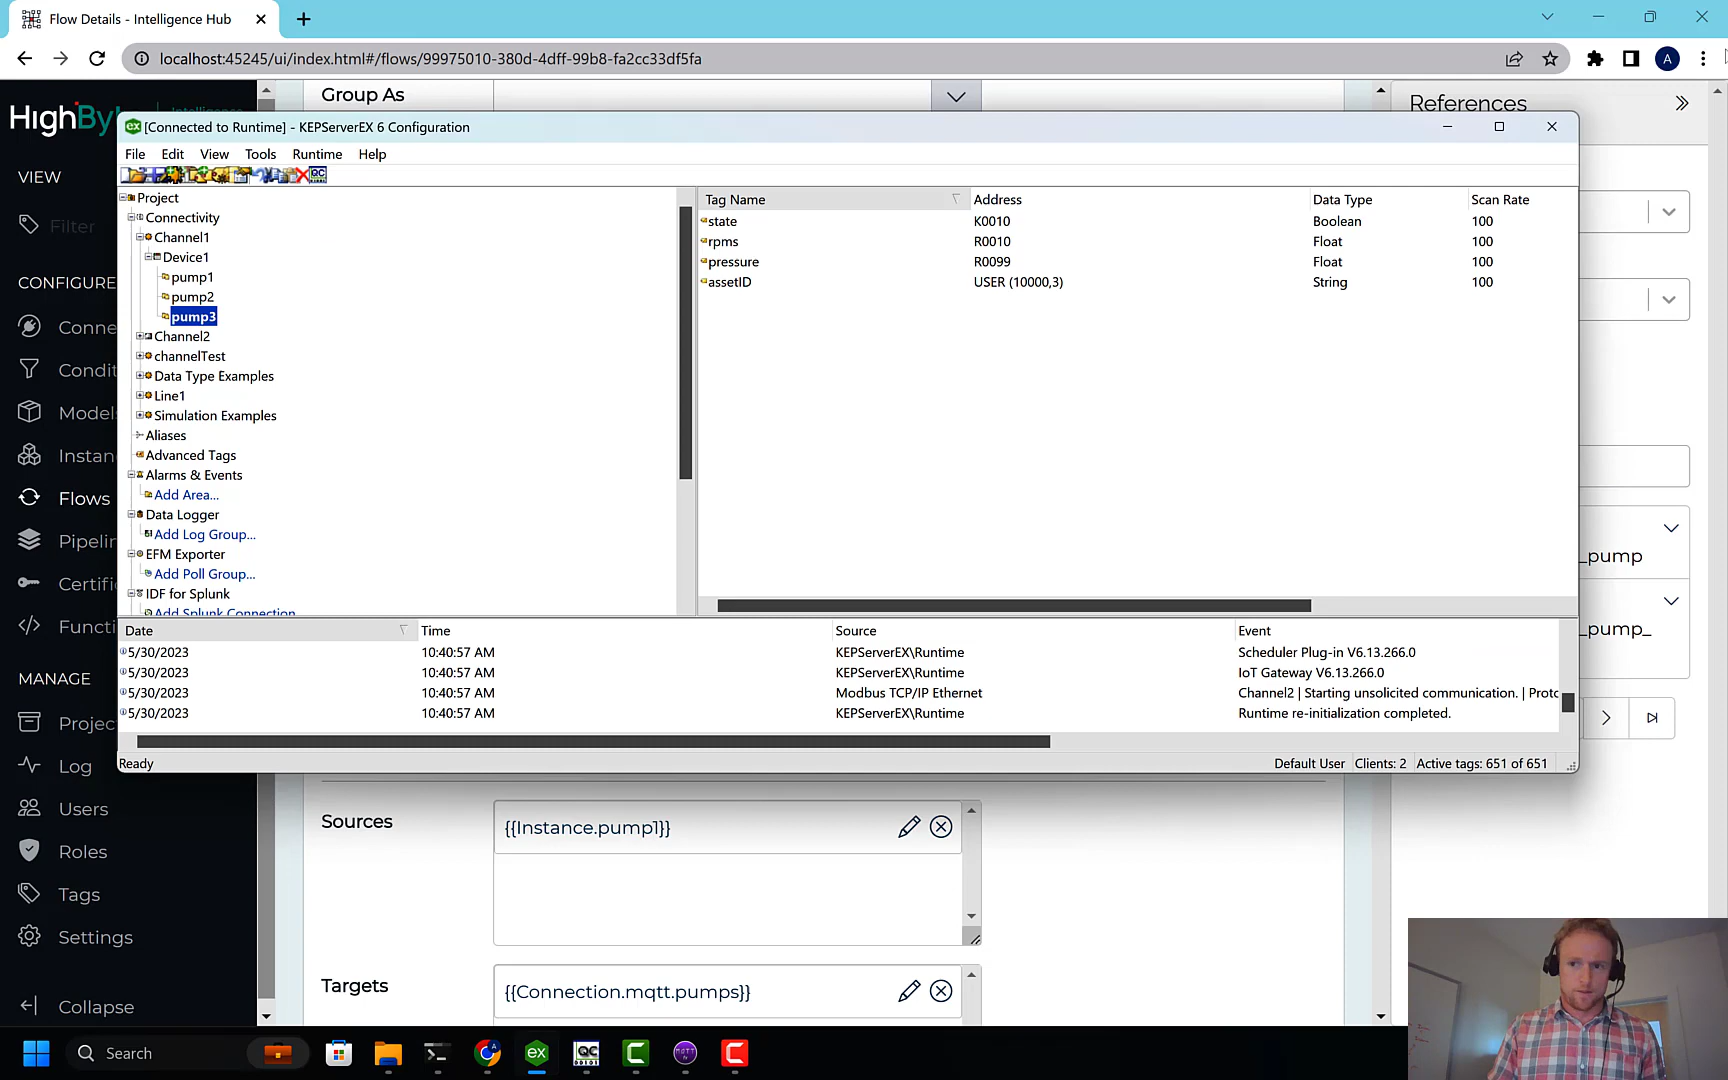 Flow Details - Intelligence Hub
localhost:45245/ui/index.html#/flows/99975010-380d-4dff-99b8-fa2cc33df5fa
A
HighBy
Group As
References
[Connected to Runtime] - KEPServerEX 6 Configuration
File Edit View Tools Runtime Help
VIEW
Filter
CONFIGURE
Conne
Condit
Models
Instan
Flows
Pipelin
Certific
Functi
MANAGE
Projec
Log
Users
Roles
Tags
Settings
Collapse
Project
Connectivity
Channel1
Device1
pump1
pump2
pump3
Channel2
channelTest
Data Type Examples
Line1
Simulation Examples
Aliases
Advanced Tags
Alarms & Events
Add Area...
Data Logger
Add Log Group...
EFM Exporter
Add Poll Group...
IDF for Splunk
Add Splunk Connection
Tag Name Address Data Type Scan Rate
state K0010 Boolean 100
rpms R0010 Float 100
pressure R0099 Float 100
assetID USER (10000,3) String 100
_pump
_pump_
Date Time Source Event
5/30/2023 10:40:57 AM KEPServerEX\Runtime Scheduler Plug-in V6.13.266.0
5/30/2023 10:40:57 AM KEPServerEX\Runtime IoT Gateway V6.13.266.0
5/30/2023 10:40:57 AM Modbus TCP/IP Ethernet Channel2 | Starting unsolicited communication. | Proto
5/30/2023 10:40:57 AM KEPServerEX\Runtime Runtime re-initialization completed.
Ready Default User Clients: 2 Active tags: 651 of 651
Sources {{Instance.pump1}}
Targets {{Connection.mqtt.pumps}}
Search